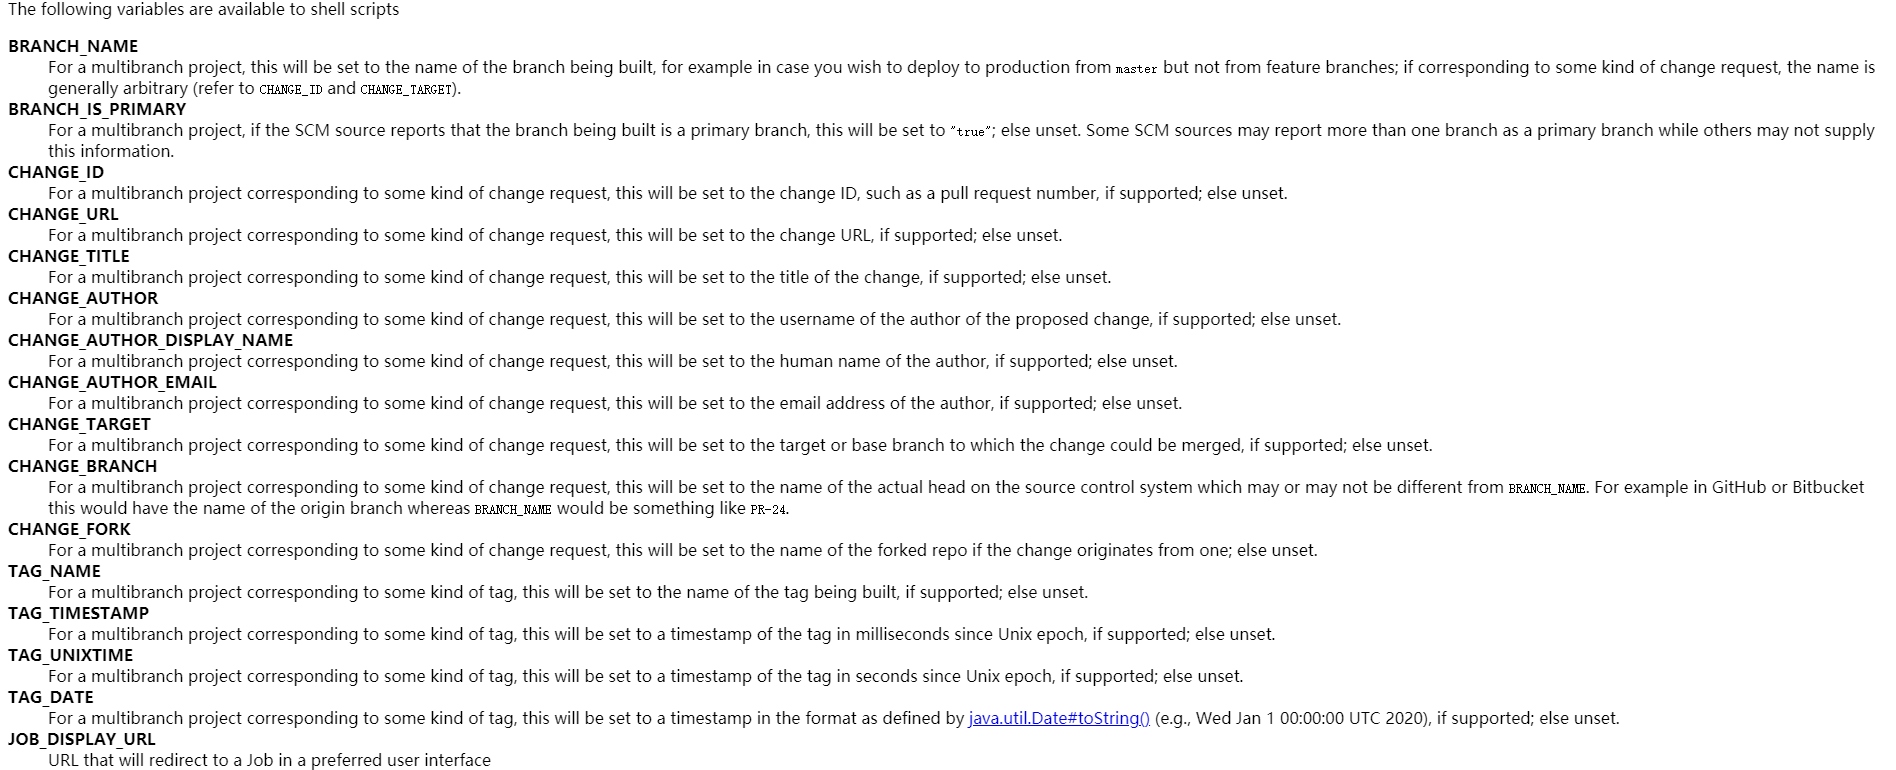 The following variables are available to shell scripts
BRANCH_NAME
For a multibranch project, this will be set to the name of the branch being built, for example in case you wish to deploy to production from master but not from feature branches; if corresponding to some kind of change request, the name is
generally arbitrary (refer to CHANGE_ID and CHANGE_TARGET).
BRANCH_IS_PRIMARY
For a multibranch project, if the SCM source reports that the branch being built is a primary branch, this will be set to "true"; else unset. Some SCM sources may report more than one branch as a primary branch while others may not supply
this information.
CHANGE_ID
For a multibranch project corresponding to some kind of change request, this will be set to the change ID, such as a pull request number, if supported; else unset.
CHANGE_URL
For a multibranch project corresponding to some kind of change request, this will be set to the change URL, if supported; else unset.
CHANGE_TITLE
For a multibranch project corresponding to some kind of change request, this will be set to the title of the change, if supported; else unset.
CHANGE_AUTHOR
For a multibranch project corresponding to some kind of change request, this will be set to the username of the author of the proposed change, if supported; else unset.
CHANGE_AUTHOR_DISPLAY_NAME
For a multibranch project corresponding to some kind of change request, this will be set to the human name of the author, if supported; else unset.
CHANGE_AUTHOR_EMAIL
For a multibranch project corresponding to some kind of change request, this will be set to the email address of the author, if supported; else unset.
CHANGE_TARGET
For a multibranch project corresponding to some kind of change request, this will be set to the target or base branch to which the change could be merged, if supported; else unset.
CHANGE_BRANCH
For a multibranch project corresponding to some kind of change request, this will be set to the name of the actual head on the source control system which may or may not be different from BRANCH_NAME. For example in GitHub or Bitbucket
this would have the name of the origin branch whereas BRANCH_NAME would be something like PR-24.
CHANGE_FORK
For a multibranch project corresponding to some kind of change request, this will be set to the name of the forked repo if the change originates from one; else unset.
TAG_NAME
For a multibranch project corresponding to some kind of tag, this will be set to the name of the tag being built, if supported; else unset.
TAG_TIMESTAMP
For a multibranch project corresponding to some kind of tag, this will be set to a timestamp of the tag in milliseconds since Unix epoch, if supported; else unset.
TAG_UNIXTIME
For a multibranch project corresponding to some kind of tag, this will be set to a timestamp of the tag in seconds since Unix epoch, if supported; else unset.
TAG_DATE
For a multibranch project corresponding to some kind of tag, this will be set to a timestamp in the format as defined by java.util.Date#toString() (e.g., Wed Jan 1 00:00:00 UTC 2020), if supported; else unset.
JOB_DISPLAY_URL
URL that will redirect to a Job in a preferred user interface